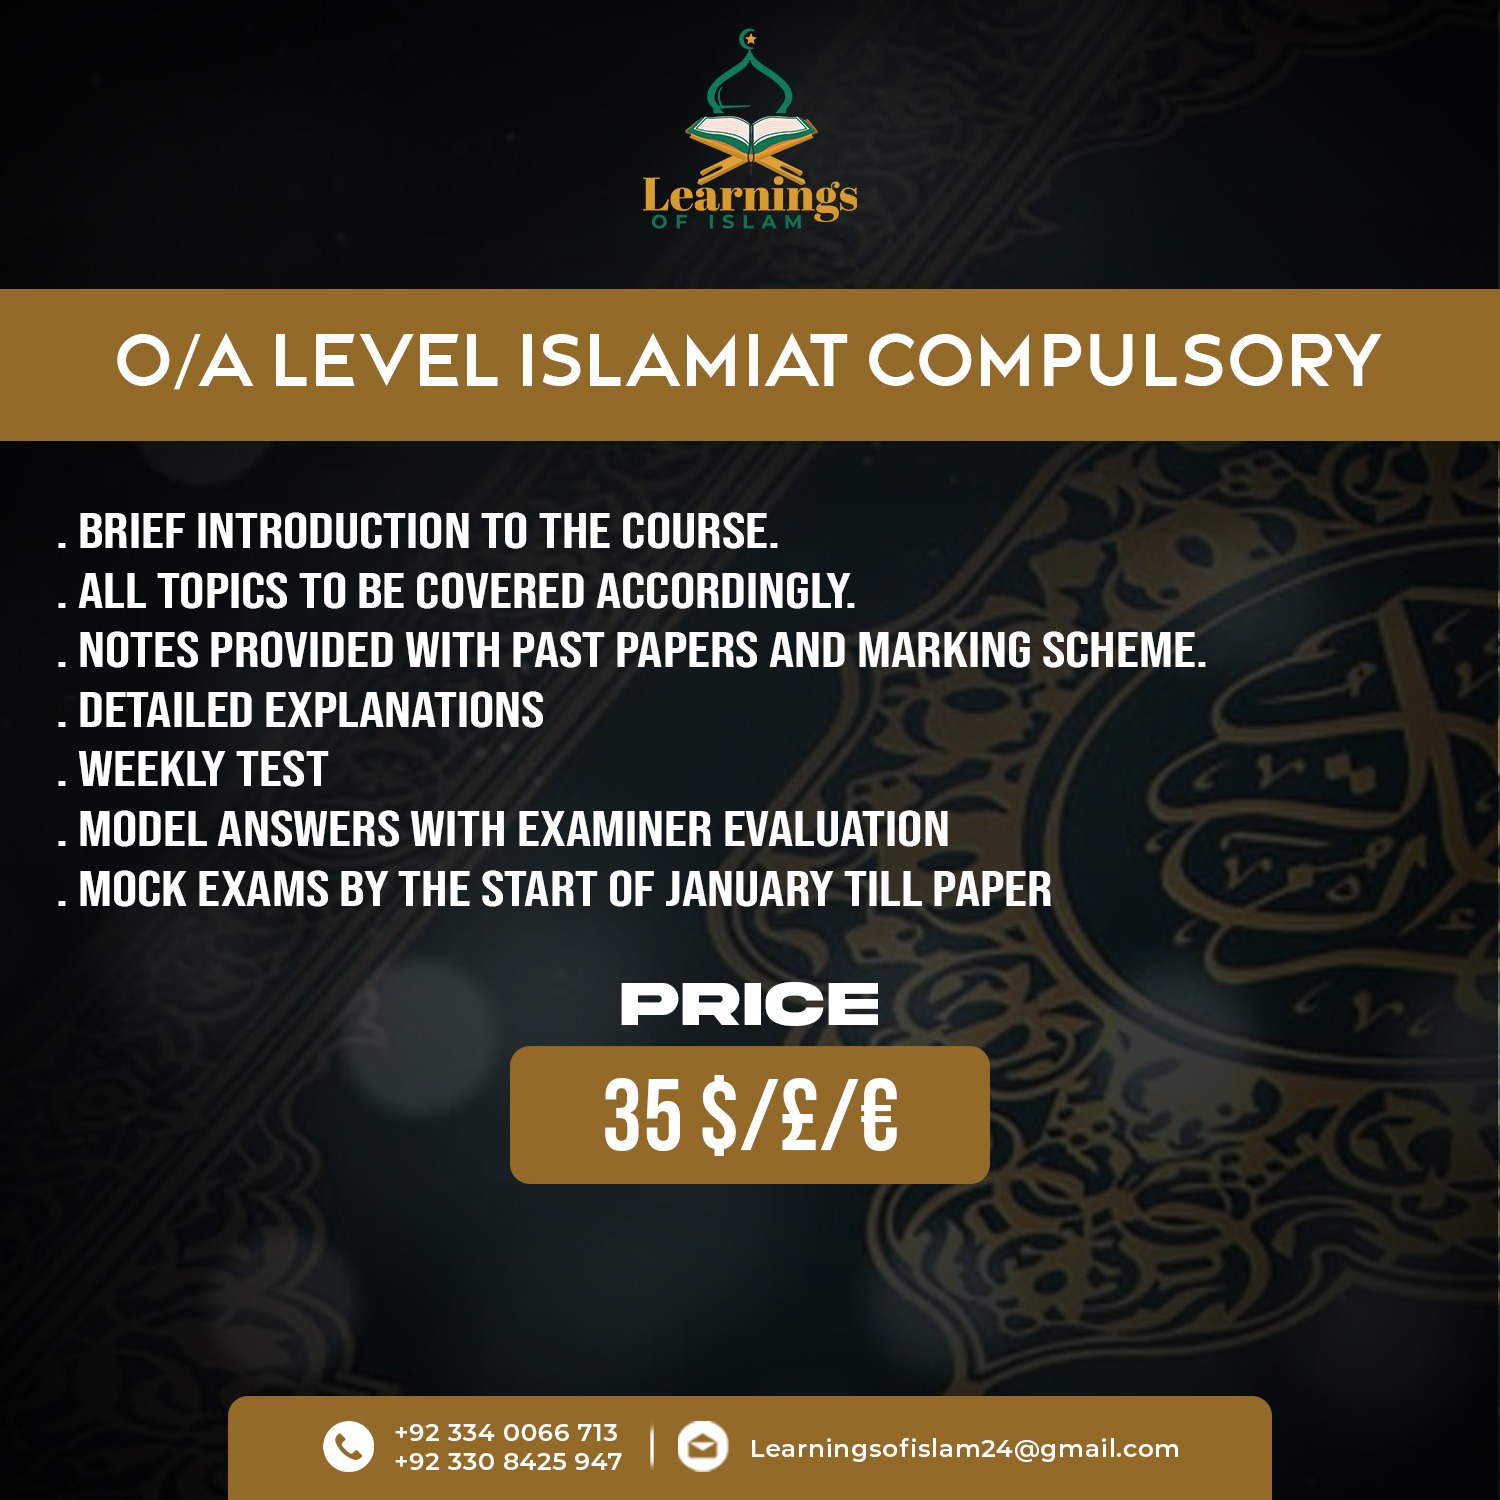 Learnings
OF ISLAM
O/A LEVEL ISLAMIAT COMPULSORY
. BRIEF INTRODUCTION TO THE COURSE.
. ALL TOPICS TO BE COVERED ACCORDINGLY.
. NOTES PROVIDED WITH PAST PAPERS AND MARKING SCHEME.
. DETAILED EXPLANATIONS
. WEEKLY TEST
. MODEL ANSWERS WITH EXAMINER EVALUATION
. MOCK EXAMS BY THE START OF JANUARY TILL PAPER
PRICE
35 $/£/€
+92 334 0066 713
+92 330 8425 947
Learningsofislam24@gmail.com